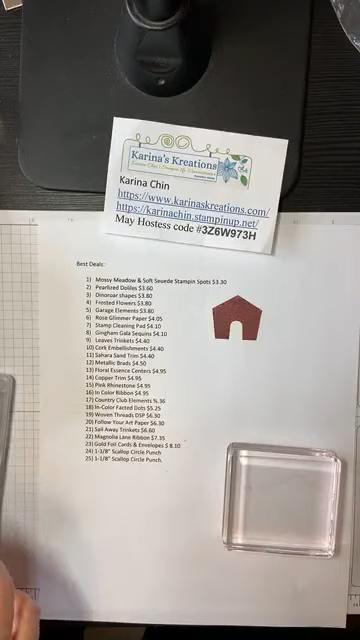 Karina's Kreations
Karina Chin
https://www.karinaskreations.com/
https://karinachin.stampinup.net/
May Hostess code #3Z6W973H
Best Deals:
1) Mossy Meadow & Soft Seuede Stampin Spots $3.30
2) Pearlized Doilies $3.60
3) Dinoroar shapes $3.80
4) Frosted Flowers $3.80
5) Garage Elements $3.80
6) Rose Glimmer Paper $4.05
7) Stamp Cleaning Pad $4.10
8) Gingham Gala Sequins $4.10
9) Leaves Trinkets $4.40
10) Cork Embellishments $4.40
11) Sahara Sand Trim $4.40
12) Metallic Brads $4.50
13) Floral Essence Centers $4.95
14) Copper Trim $4.95
15) Pink Rhinestone $4.95
16) In Color Ribbon $4.95
17) Country Club Elements %.36
18) In-Color Facted Dots $5.25
19) Woven Threads DSP $6.30
20) Follow Your Art Paper $6.30
21) Sail Away Trinkets $6.60
22) Magnolia Lane Ribbon $7.35
23) Gold Foil Cards & Envelopes $ 8.10
24) 1-3/8" Scallop Circle Punch
25) 1-1/8" Scallop Circle Punch